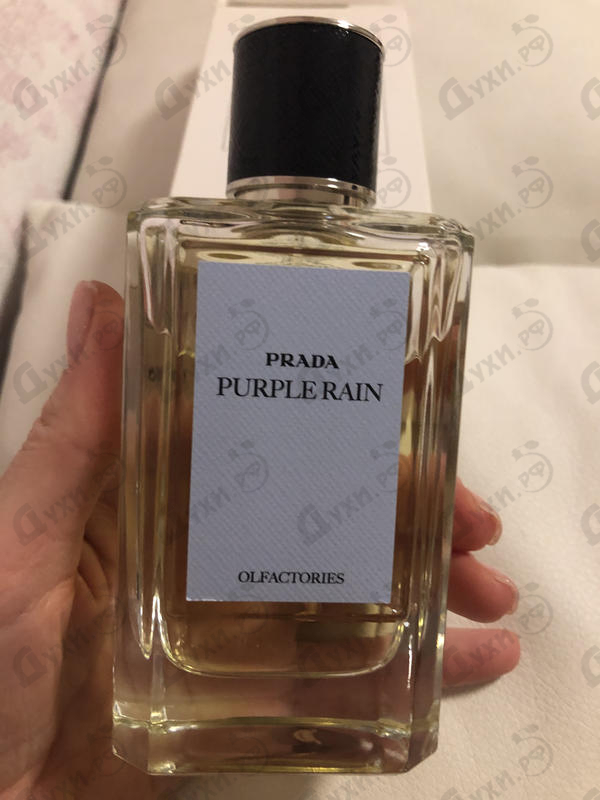 PRADA
PURPLE RAIN
OLFACTORIES
Духи.РФ